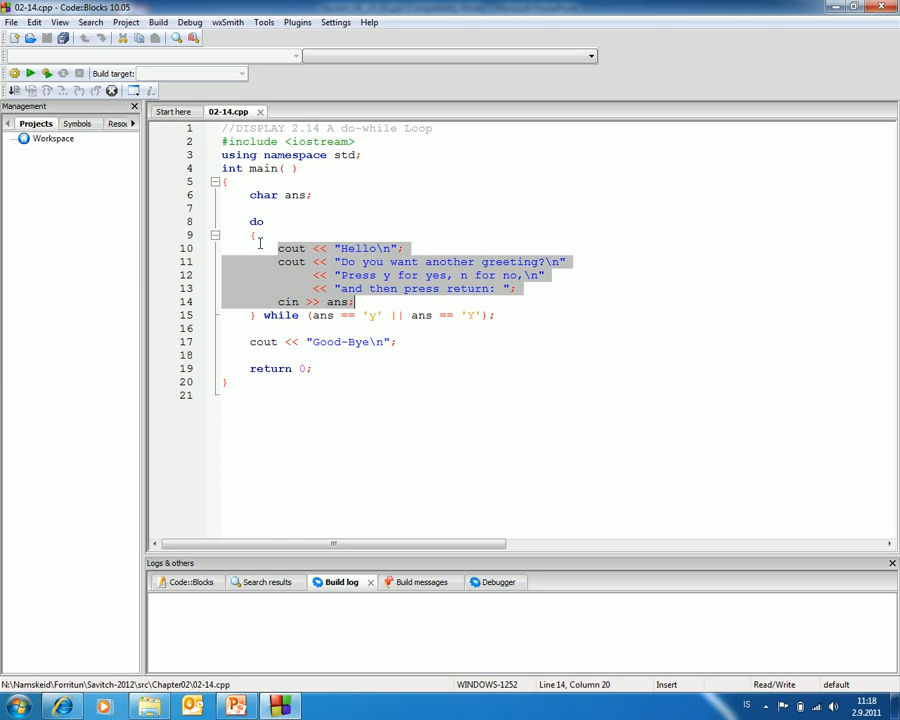 02-14.cpp - Code::Blocks 10.05
File Edit View Search Project Build Debug wxSmith Tools Plugins Settings Help
Build target:
Management
Projects Symbols Resou
Workspace
Start here 02-14.cpp
1 //DISPLAY 2.14 A do-while Loop
2 #include <iostream>
3 using namespace std;
4 int main( )
5 {
6 char ans;
7
8 do
9 {
10 cout << "Hello\n";
11 cout << "Do you want another greeting?\n"
12 << "Press y for yes, n for no,\n"
13 << "and then press return: ";
14 cin >> ans;
15 } while (ans == 'y' || ans == 'Y');
16
17 cout << "Good-Bye\n";
18
19 return 0;
20 }
21
Logs & others
Code::Blocks Search results Build log Build messages Debugger
N:\Namskeid\Forritun\Savitch-2012\src\Chapter02\02-14.cpp WINDOWS-1252 Line 14, Column 20 Insert Read/Write default
IS 11:18
2.9.2011